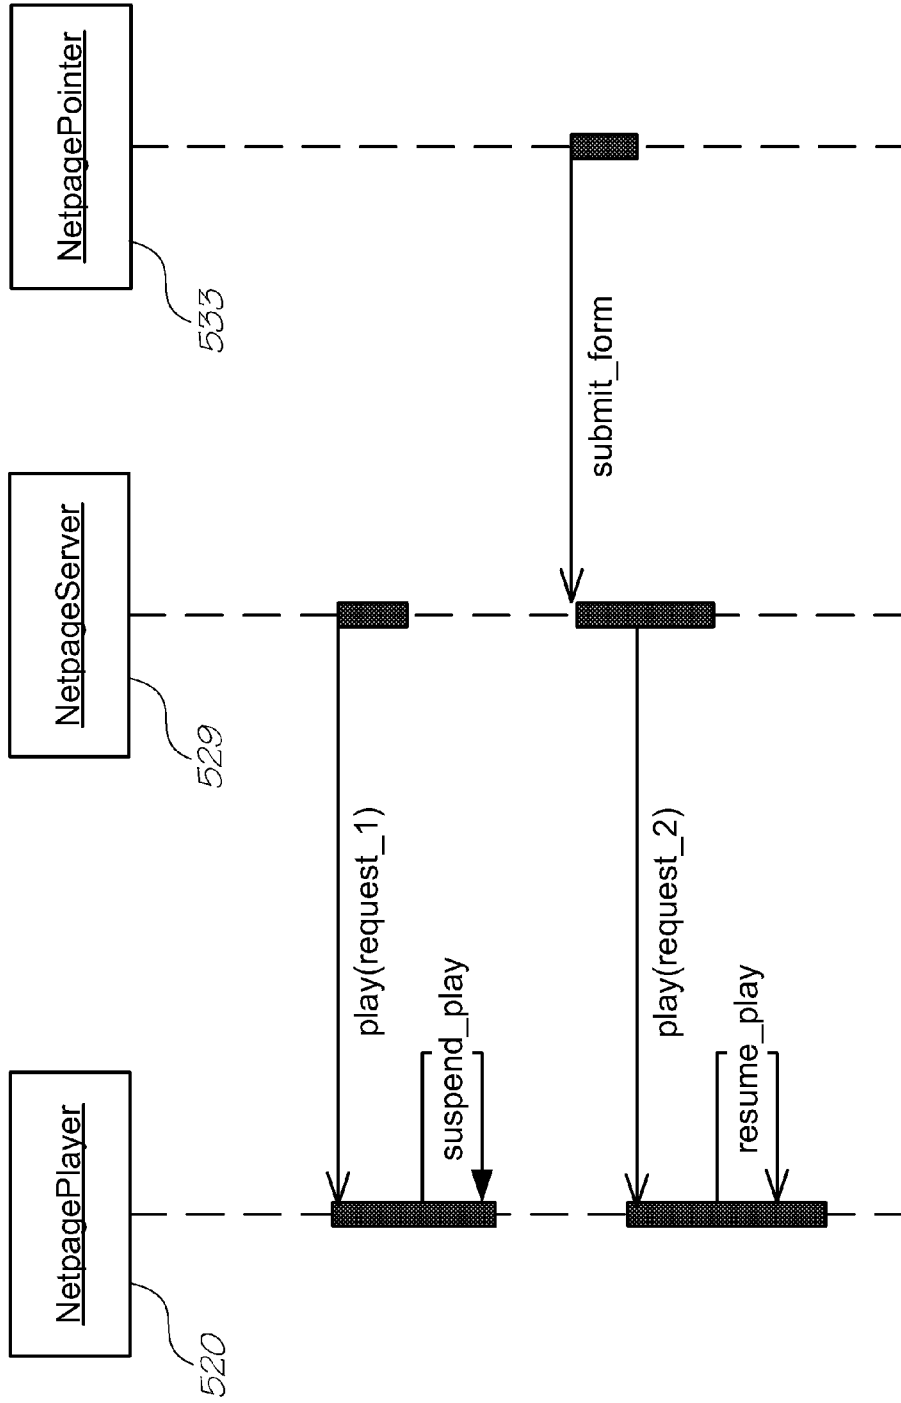 NetpagePlayer
NetpageServer
NetpagePointer
520
529
533
play(request_1)
suspend_play
submit_form
play(request_2)
resume_play